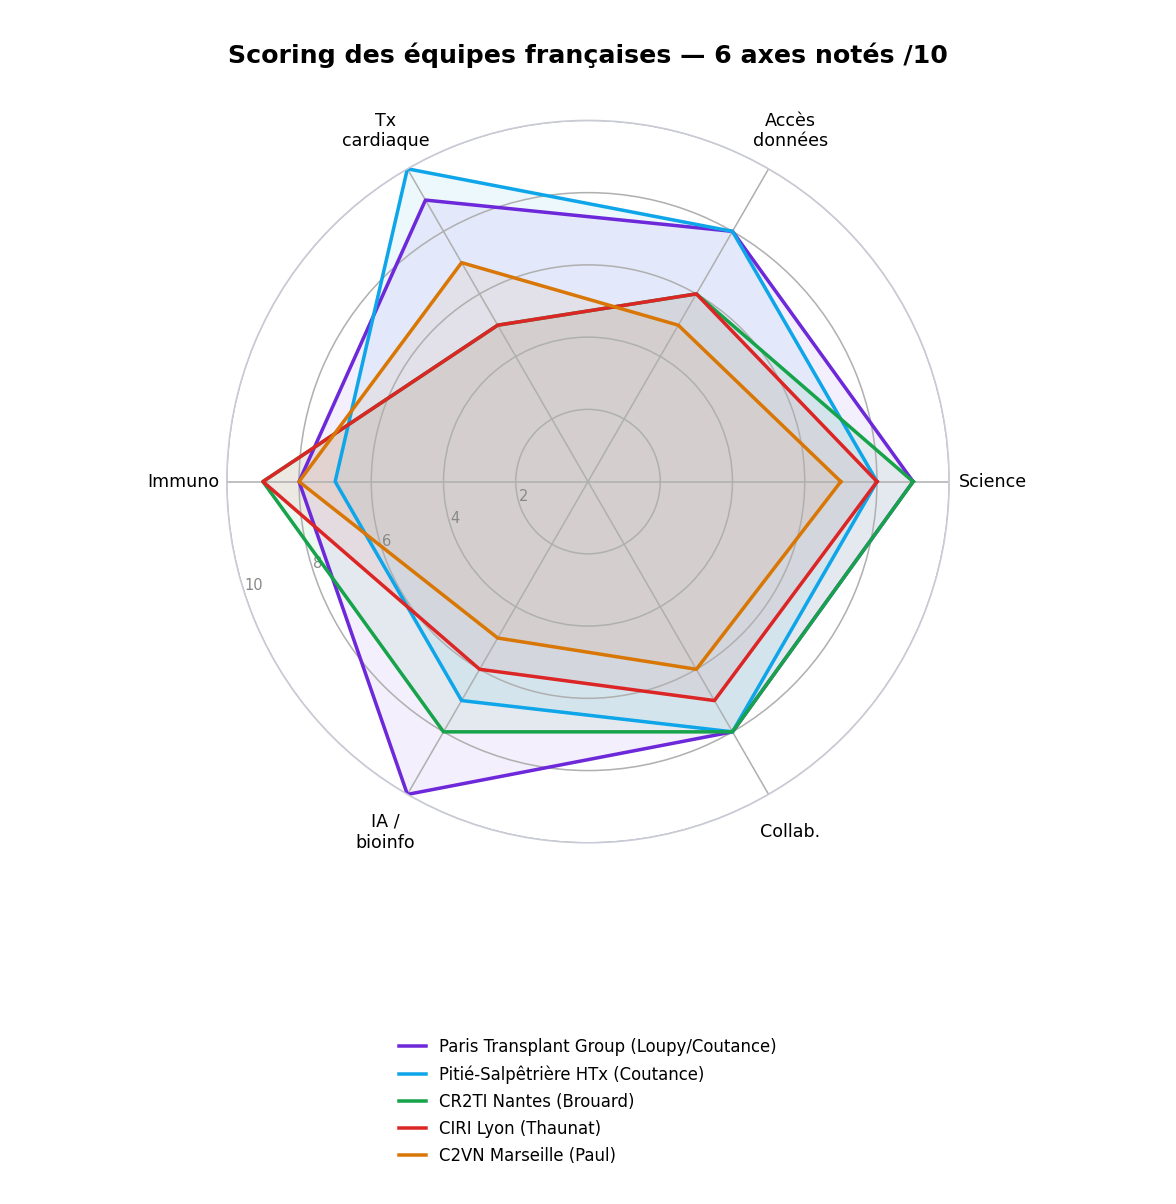 Scoring des équipes françaises — 6 axes notés /10
Tx
cardiaque
Accès
données
Immuno
Science
2
4
6
8
10
IA /
bioinfo
Collab.
Paris Transplant Group (Loupy/Coutance)
Pitié-Salpêtrière HTx (Coutance)
CR2TI Nantes (Brouard)
CIRI Lyon (Thaunat)
C2VN Marseille (Paul)